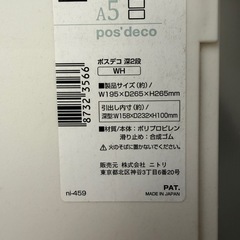 A5
pos'deco
ポスデコ 深2段
WH
■製品サイズ(約)/
W195×D265×H265mm
■引出し内寸(約)/
深型:W158×D232×H100mm
■材料/本体:ポリプロピレン
滑り止め:合成ゴム
⚠火のそばに置かないでください。
販売元 株式会社 ニトリ
東京都北区神谷3丁目6番20号
ni-459
PAT.
MADE IN JAPAN
8732 3566